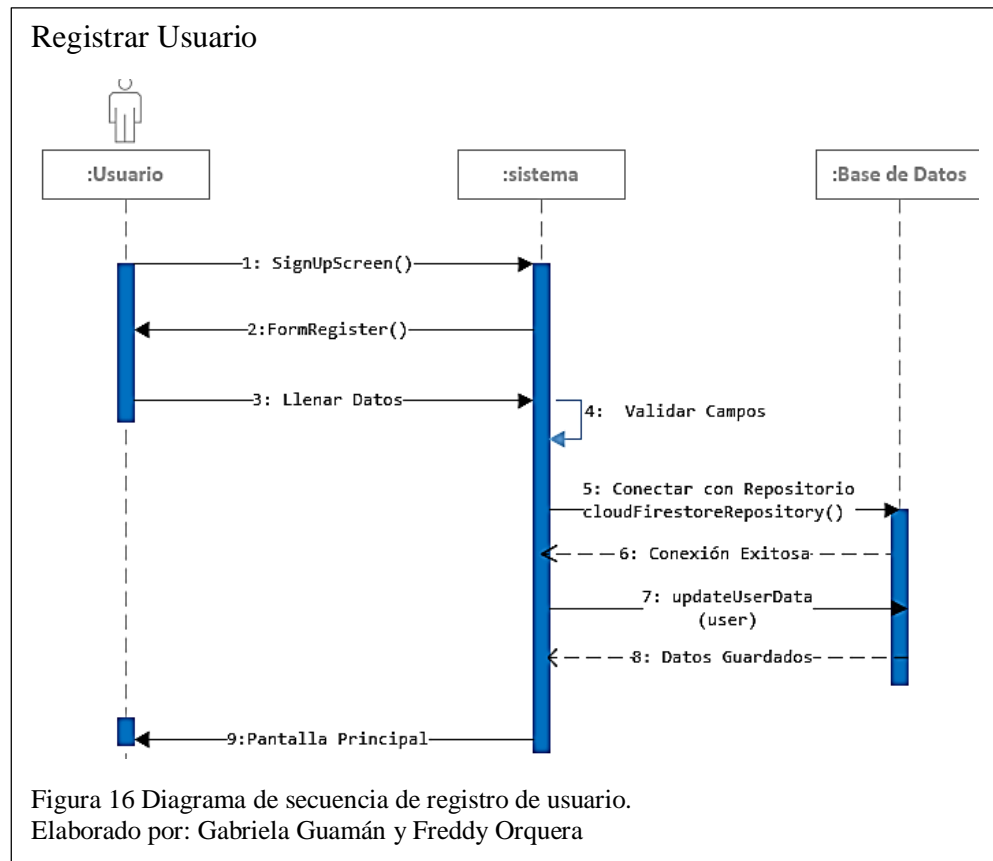 Registrar Usuario
:Usuario
:sistema
:Base de Datos
1: SignUpScreen()
2:FormRegister()
3: Llenar Datos
4: Validar Campos
5: Conectar con Repositorio
cloudFirestoreRepository()
6: Conexión Exitosa
7: updateUserData
(user)
8: Datos Guardados
9:Pantalla Principal
Figura 16 Diagrama de secuencia de registro de usuario.
Elaborado por: Gabriela Guamán y Freddy Orquera